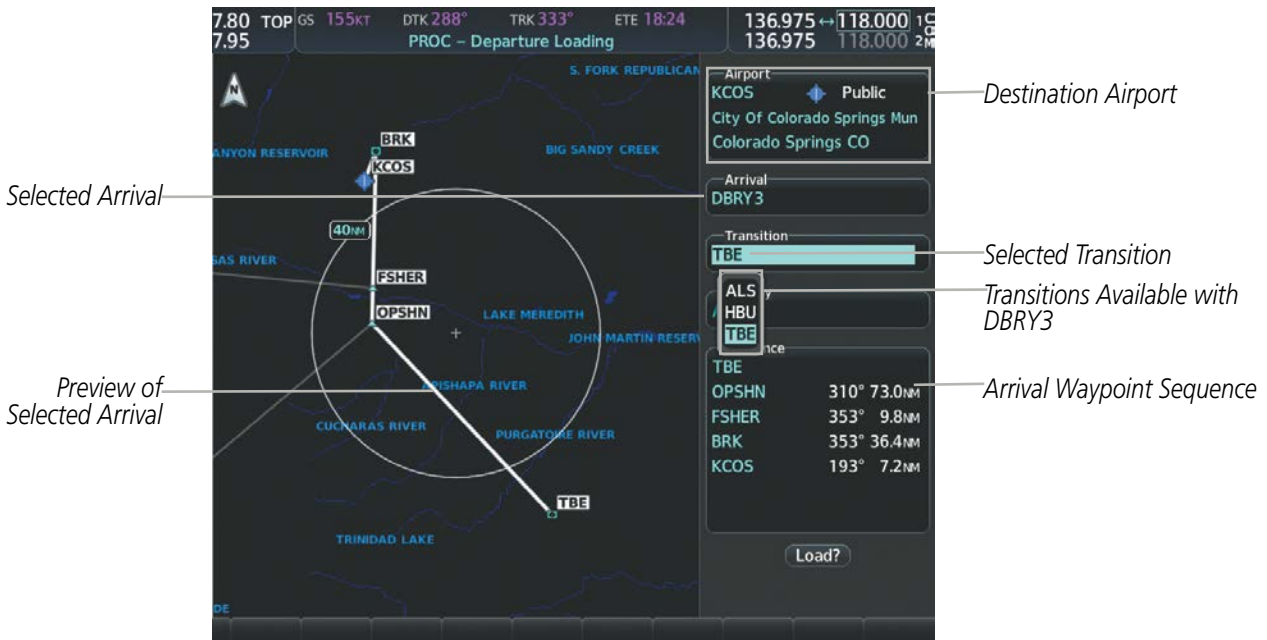 7.80 TOP GS 155KT DTK 288° TRK 333° ETE 18:24 136.975 ↔ 118.000
7.95 PROC – Departure Loading 136.975 118.000
N
S. FORK REPUBLICAN
ANYON RESERVOIR
BRK
KCOS
BIG SANDY CREEK
40NM
SAS RIVER
FSHER
OPSHN
LAKE MEREDITH
JOHN MARTIN RESERV
APISHAPA RIVER
CUCHARAS RIVER
PURGATOIRE RIVER
TBE
TRINIDAD LAKE
DE
Airport
KCOS Public
City Of Colorado Springs Mun
Colorado Springs CO
Arrival
DBRY3
Transition
TBE
ALS
HBU
TBE
nce
TBE
OPSHN 310° 73.0NM
FSHER 353° 9.8NM
BRK 353° 36.4NM
KCOS 193° 7.2NM
Load?
Selected Arrival
Preview of
Selected Arrival
Destination Airport
Selected Transition
Transitions Available with
DBRY3
Arrival Waypoint Sequence